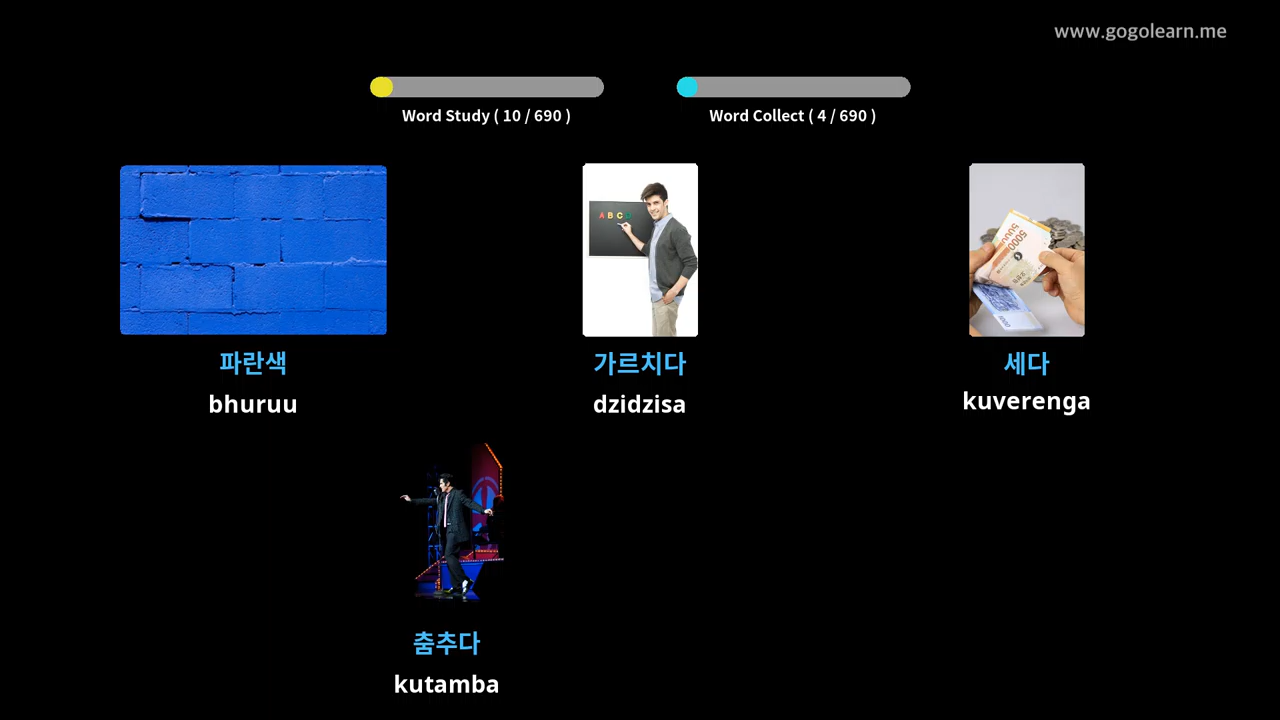 www.gogolearn.me
Word Study ( 10 / 690 )
Word Collect ( 4 / 690 )
A B C
5000
파란색
가르치다
세다
bhuruu
dzidzisa
kuverenga
춤추다
kutamba